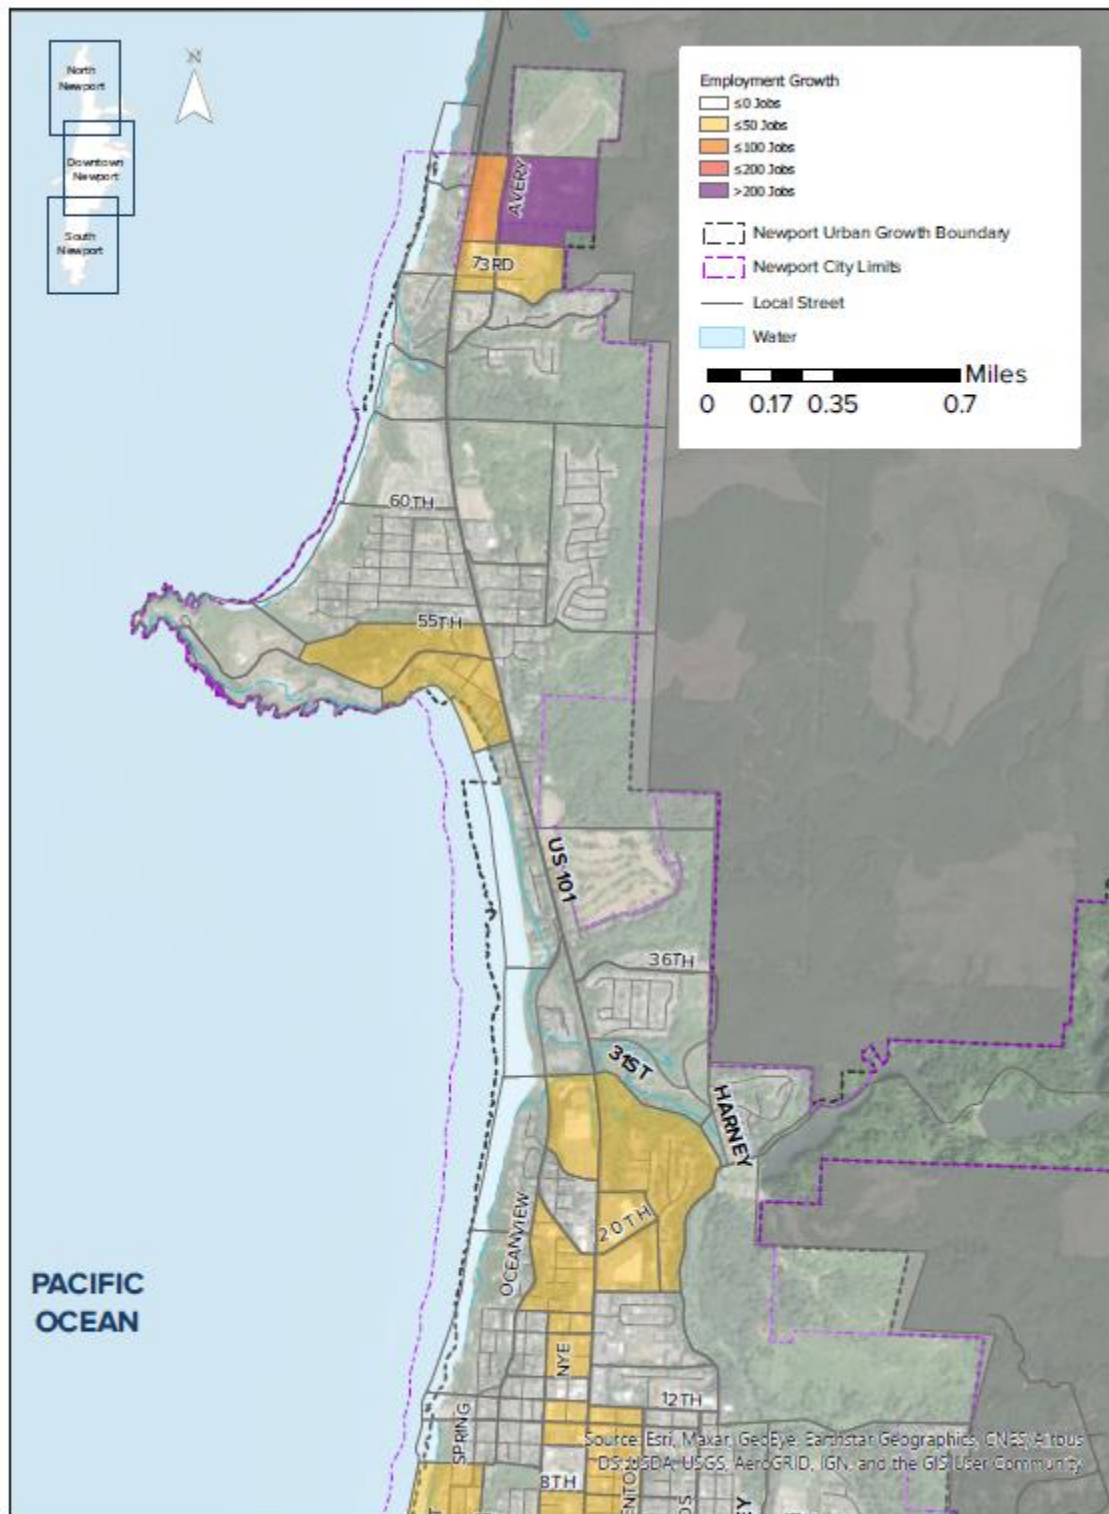 North
Newport
Downtown
Newport
South
Newport
N
Employment Growth
≤0 Jobs
≤50 Jobs
≤100 Jobs
≤200 Jobs
>200 Jobs
Newport Urban Growth Boundary
Newport City Limits
Local Street
Water
Miles
0 0.17 0.35 0.7
AVERY
73RD
60TH
55TH
US 101
36TH
31ST
HARNEY
20TH
OCEANVIEW
PACIFIC
OCEAN
NYE
12TH
SPRING
8TH
Source: Esri, Maxar, GeoEye, Earthstar Geographics, CNES/Airbus
DS, USDA, USGS, AeroGRID, IGN, and the GIS User Community